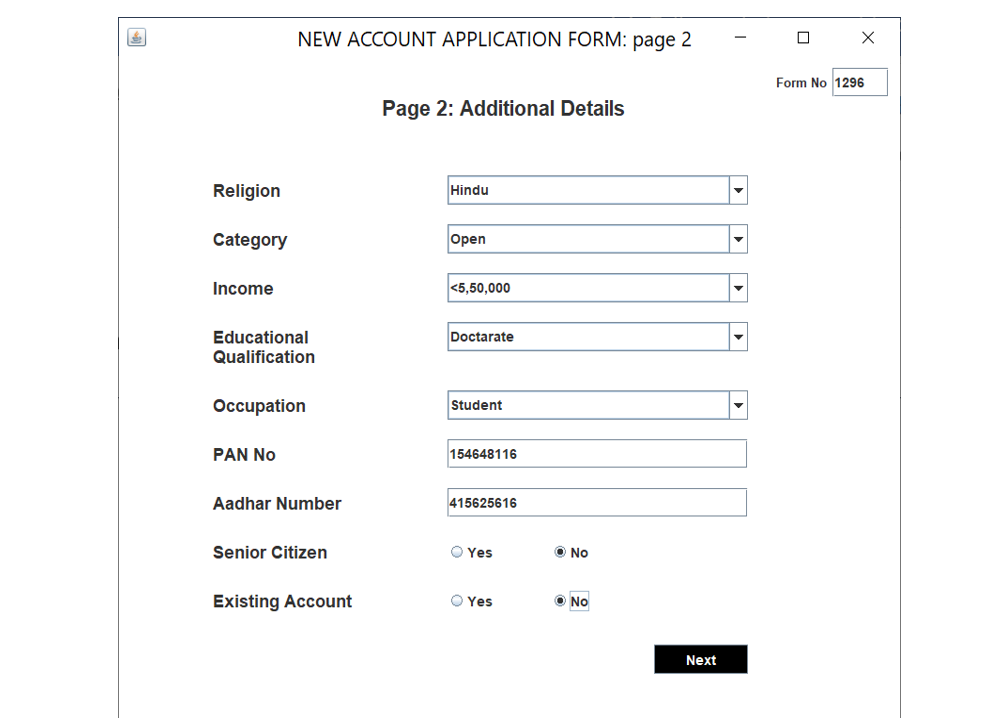 NEW ACCOUNT APPLICATION FORM: page 2
Form No 1296
Page 2: Additional Details
Religion Hindu
Category Open
Income <5,50,000
Educational Doctarate
Qualification
Occupation Student
PAN No 154648116
Aadhar Number 415625616
Senior Citizen Yes No
Existing Account Yes No
Next